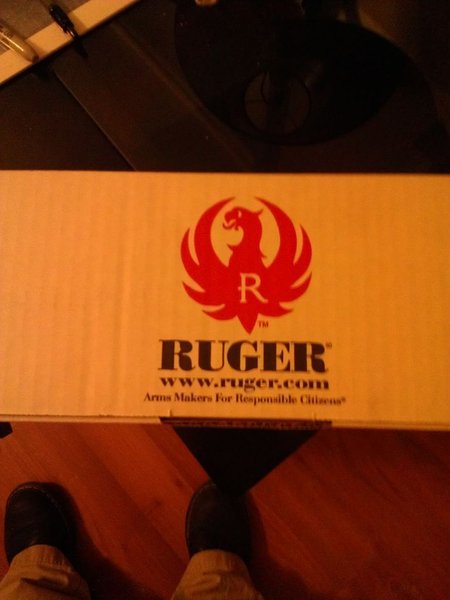 R
™
RUGER®
www.ruger.com
Arms Makers For Responsible Citizens®